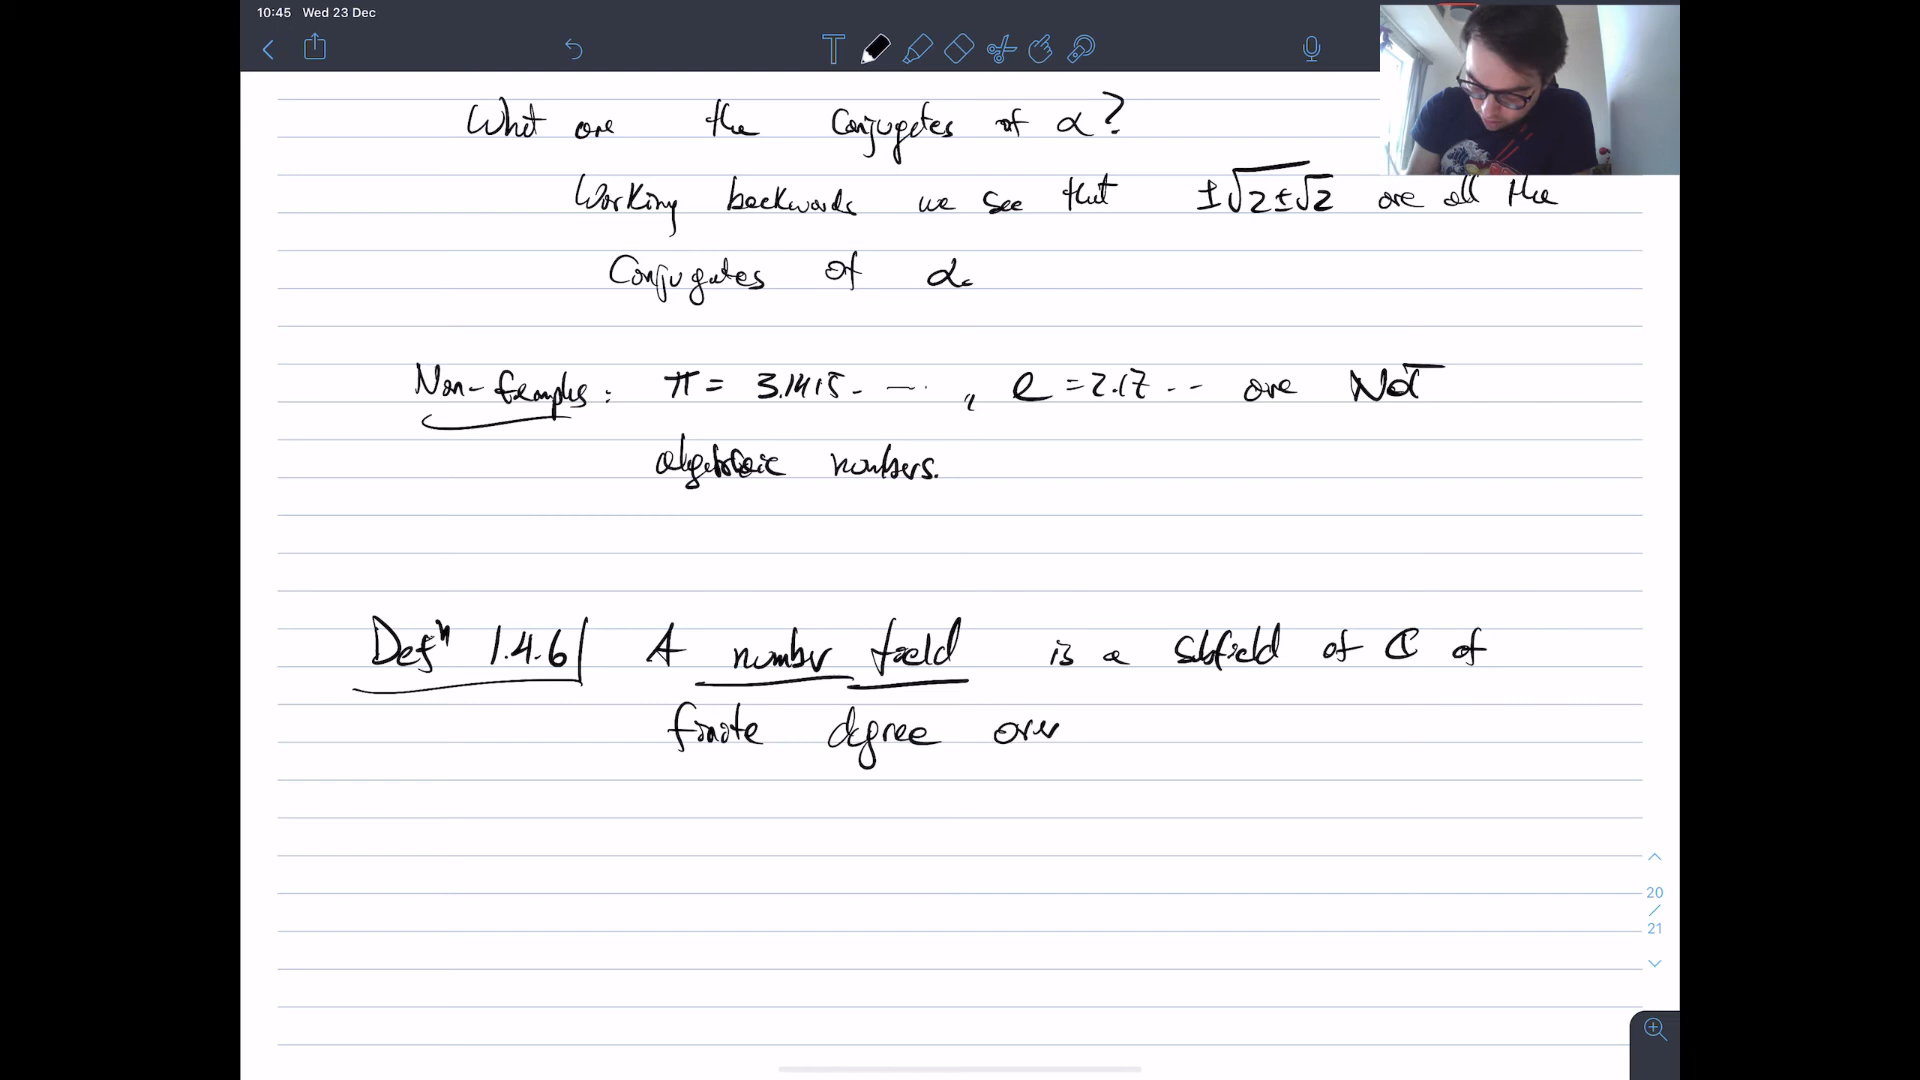 10:45 Wed 23 Dec
What are the Conjugates of α?
Working backwards we see that ±√(2±√2) are all the
Conjugates of α.
Non-Examples: π = 3.1415- -.. , e = 2.17 -- are NOT
algebraic numbers.
Defⁿ 1.4.6 A number field is a subfield of ℂ of
finite degree over
20
/
21